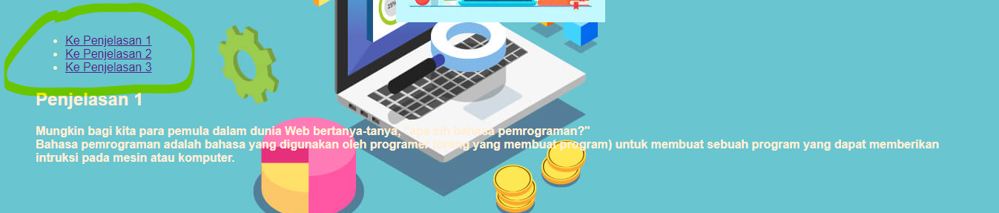 25%
Ke Penjelasan 1
Ke Penjelasan 2
Ke Penjelasan 3
Penjelasan 1
Mungkin bagi kita para pemula dalam dunia Web bertanya-tanya, "apa sih bahasa pemrograman?"
Bahasa pemrograman adalah bahasa yang digunakan oleh programer (orang yang membuat program) untuk membuat sebuah program yang dapat memberikan
intruksi pada mesin atau komputer.